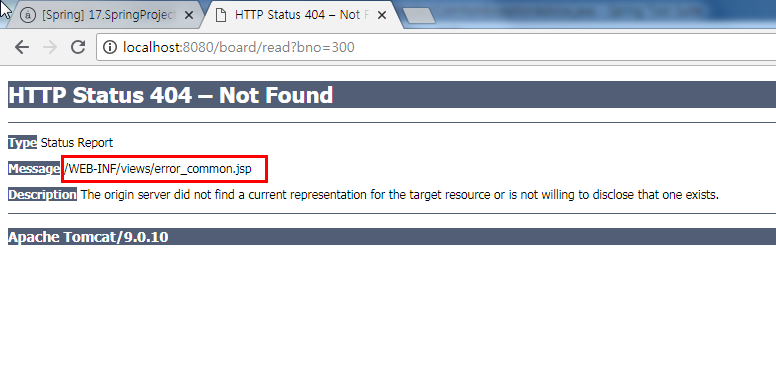 [Spring] 17.SpringProject
HTTP Status 404 – Not F
localhost:8080/board/read?bno=300
HTTP Status 404 – Not Found
Type Status Report
Message /WEB-INF/views/error_common.jsp
Description The origin server did not find a current representation for the target resource or is not willing to disclose that one exists.
Apache Tomcat/9.0.10